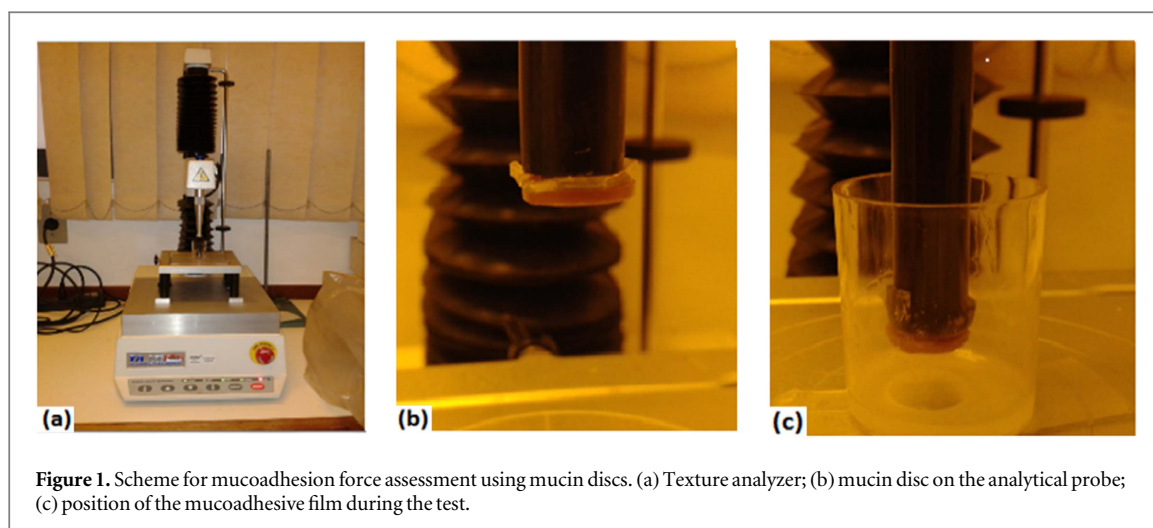 (a)
(b)
(c)
Figure 1. Scheme for mucoadhesion force assessment using mucin discs. (a) Texture analyzer; (b) mucin disc on the analytical probe;
(c) position of the mucoadhesive film during the test.